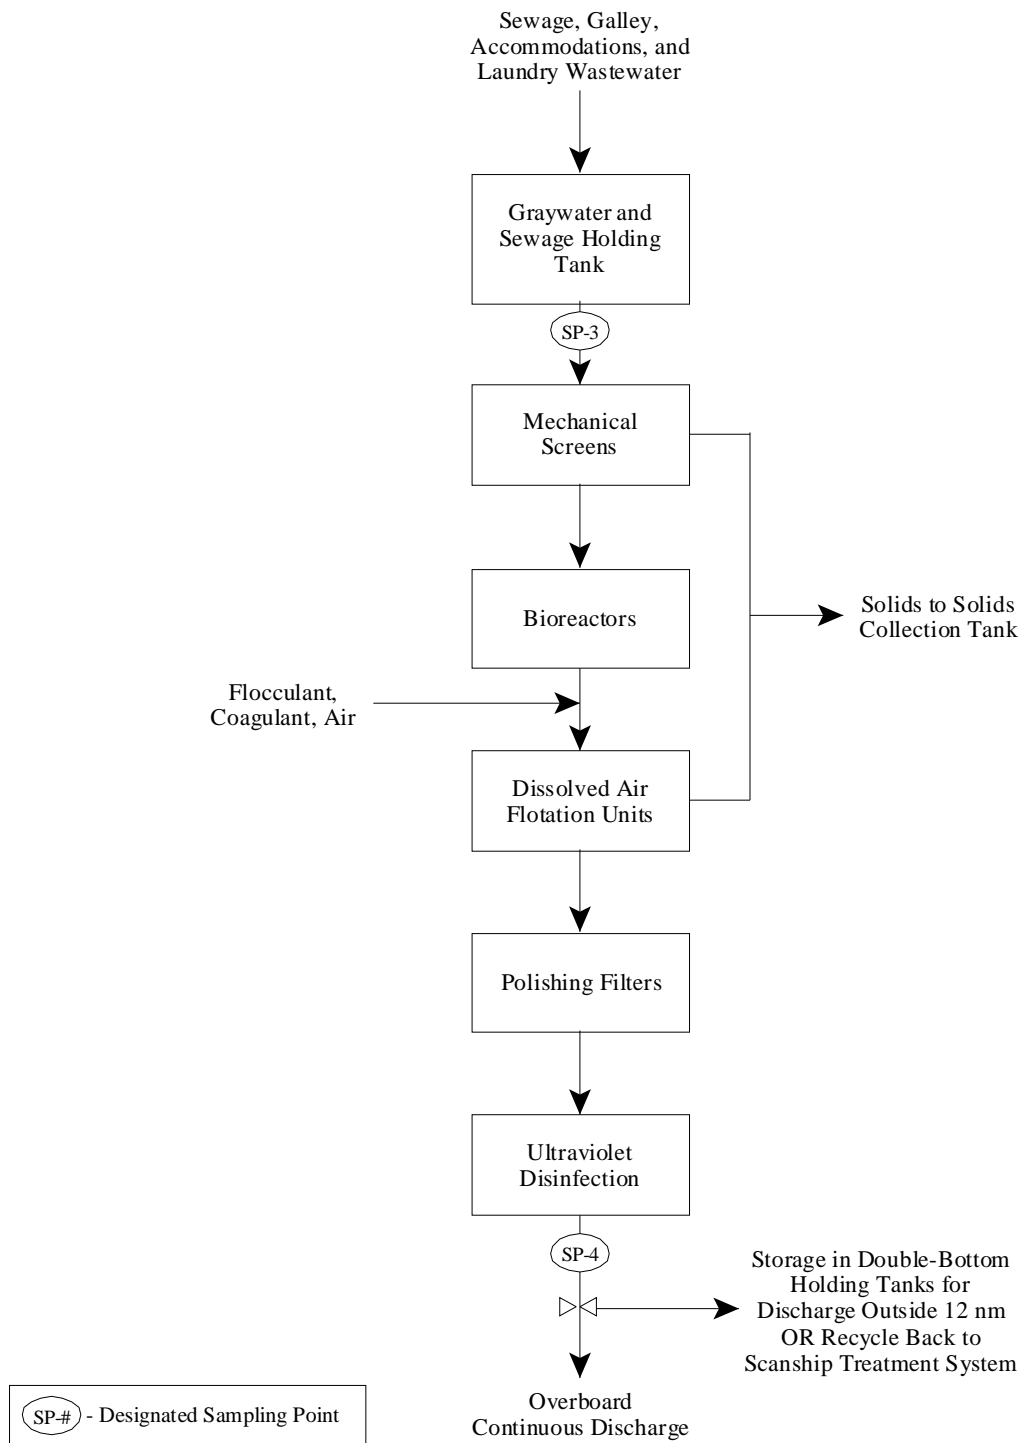 Sewage, Galley,
Accommodations, and
Laundry Wastewater
Graywater and
Sewage Holding
Tank
SP-3
Mechanical
Screens
Bioreactors
Solids to Solids
Collection Tank
Flocculant,
Coagulant, Air
Dissolved Air
Flotation Units
Polishing Filters
Ultraviolet
Disinfection
SP-4
Storage in Double-Bottom
Holding Tanks for
Discharge Outside 12 nm
OR Recycle Back to
Scanship Treatment System
Overboard
Continuous Discharge
SP-# - Designated Sampling Point